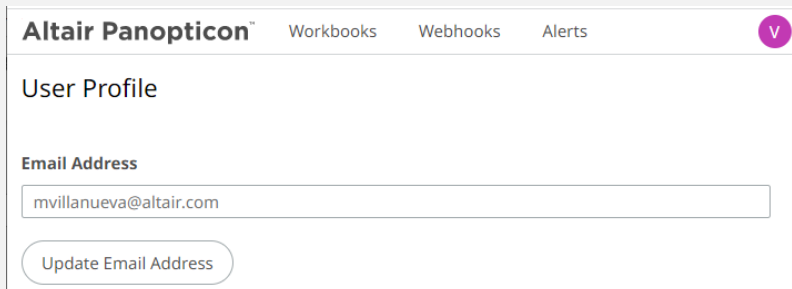 Altair Panopticon™ Workbooks Webhooks Alerts V
User Profile
Email Address
mvillanueva@altair.com
Update Email Address